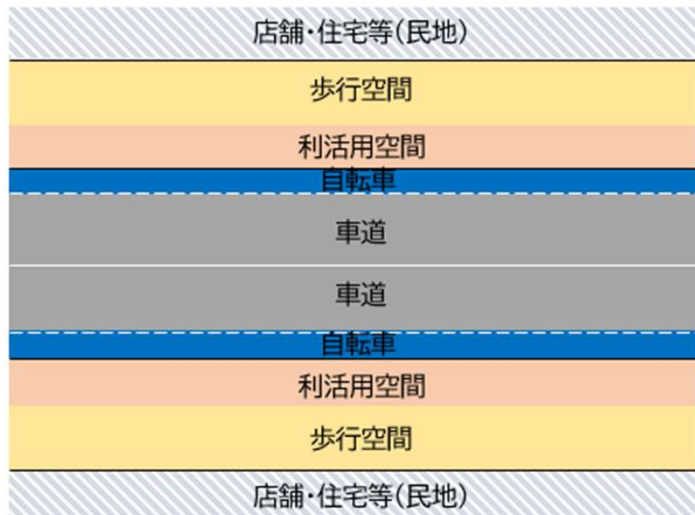 店舗・住宅等(民地)
歩行空間
利活用空間
自転車
車道
車道
自転車
利活用空間
歩行空間
店舗・住宅等(民地)